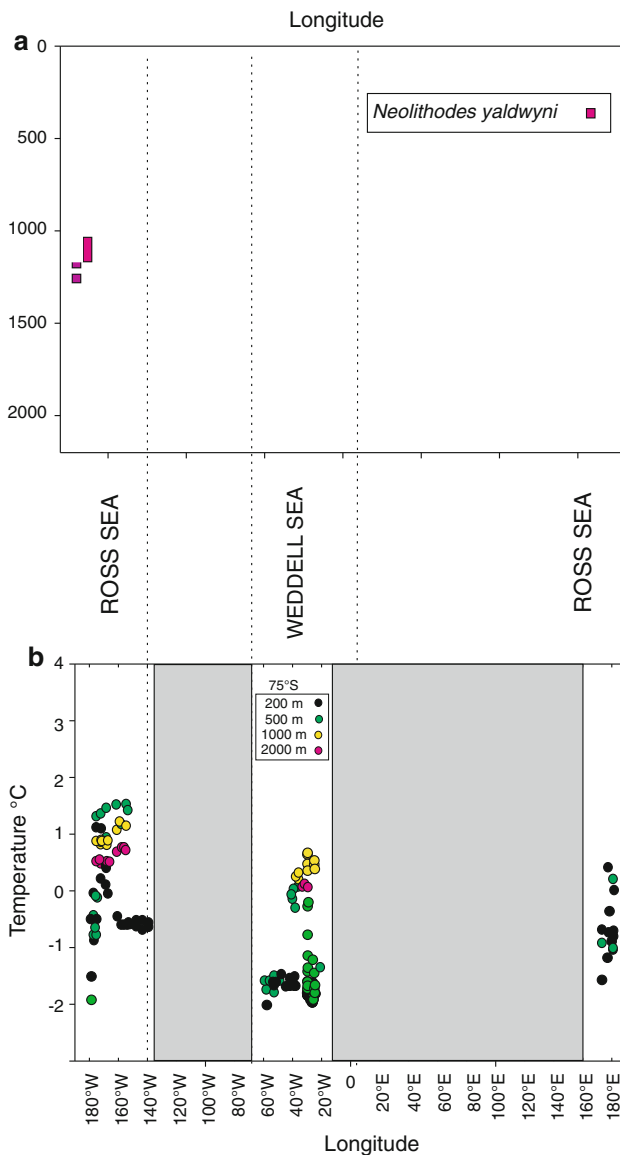 Longitude
a
0
500
1000
1500
2000
Neolithodes yaldwyni
ROSS SEA
WEDDELL SEA
ROSS SEA
b
4
3
2
1
0
-1
-2
Temperature °C
75°S
200 m
500 m
1000 m
2000 m
180°W
160°W
140°W
100°W
80°W
60°W
40°W
20°W
0
20°E
40°E
60°E
80°E
100°E
120°E
140°E
160°E
180°E
Longitude